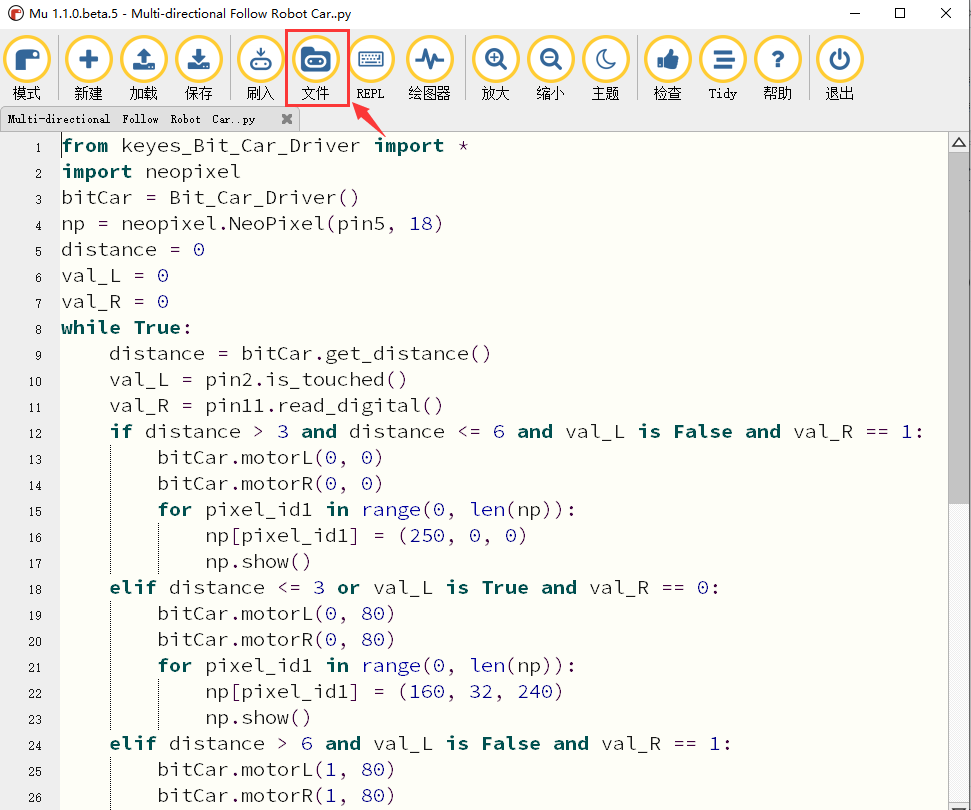 Mu 1.1.0.beta.5 - Multi-directional Follow Robot Car..py
模式 新建 加载 保存 刷入 文件 REPL 绘图器 放大 缩小 主题 检查 Tidy 帮助 退出
Multi-directional Follow Robot Car..py
1 from keyes_Bit_Car_Driver import *
2 import neopixel
3 bitCar = Bit_Car_Driver()
4 np = neopixel.NeoPixel(pin5, 18)
5 distance = 0
6 val_L = 0
7 val_R = 0
8 while True:
9     distance = bitCar.get_distance()
10     val_L = pin2.is_touched()
11     val_R = pin11.read_digital()
12     if distance > 3 and distance <= 6 and val_L is False and val_R == 1:
13         bitCar.motorL(0, 0)
14         bitCar.motorR(0, 0)
15         for pixel_id1 in range(0, len(np)):
16             np[pixel_id1] = (250, 0, 0)
17             np.show()
18     elif distance <= 3 or val_L is True and val_R == 0:
19         bitCar.motorL(0, 80)
20         bitCar.motorR(0, 80)
21         for pixel_id1 in range(0, len(np)):
22             np[pixel_id1] = (160, 32, 240)
23             np.show()
24     elif distance > 6 and val_L is False and val_R == 1:
25         bitCar.motorL(1, 80)
26         bitCar.motorR(1, 80)